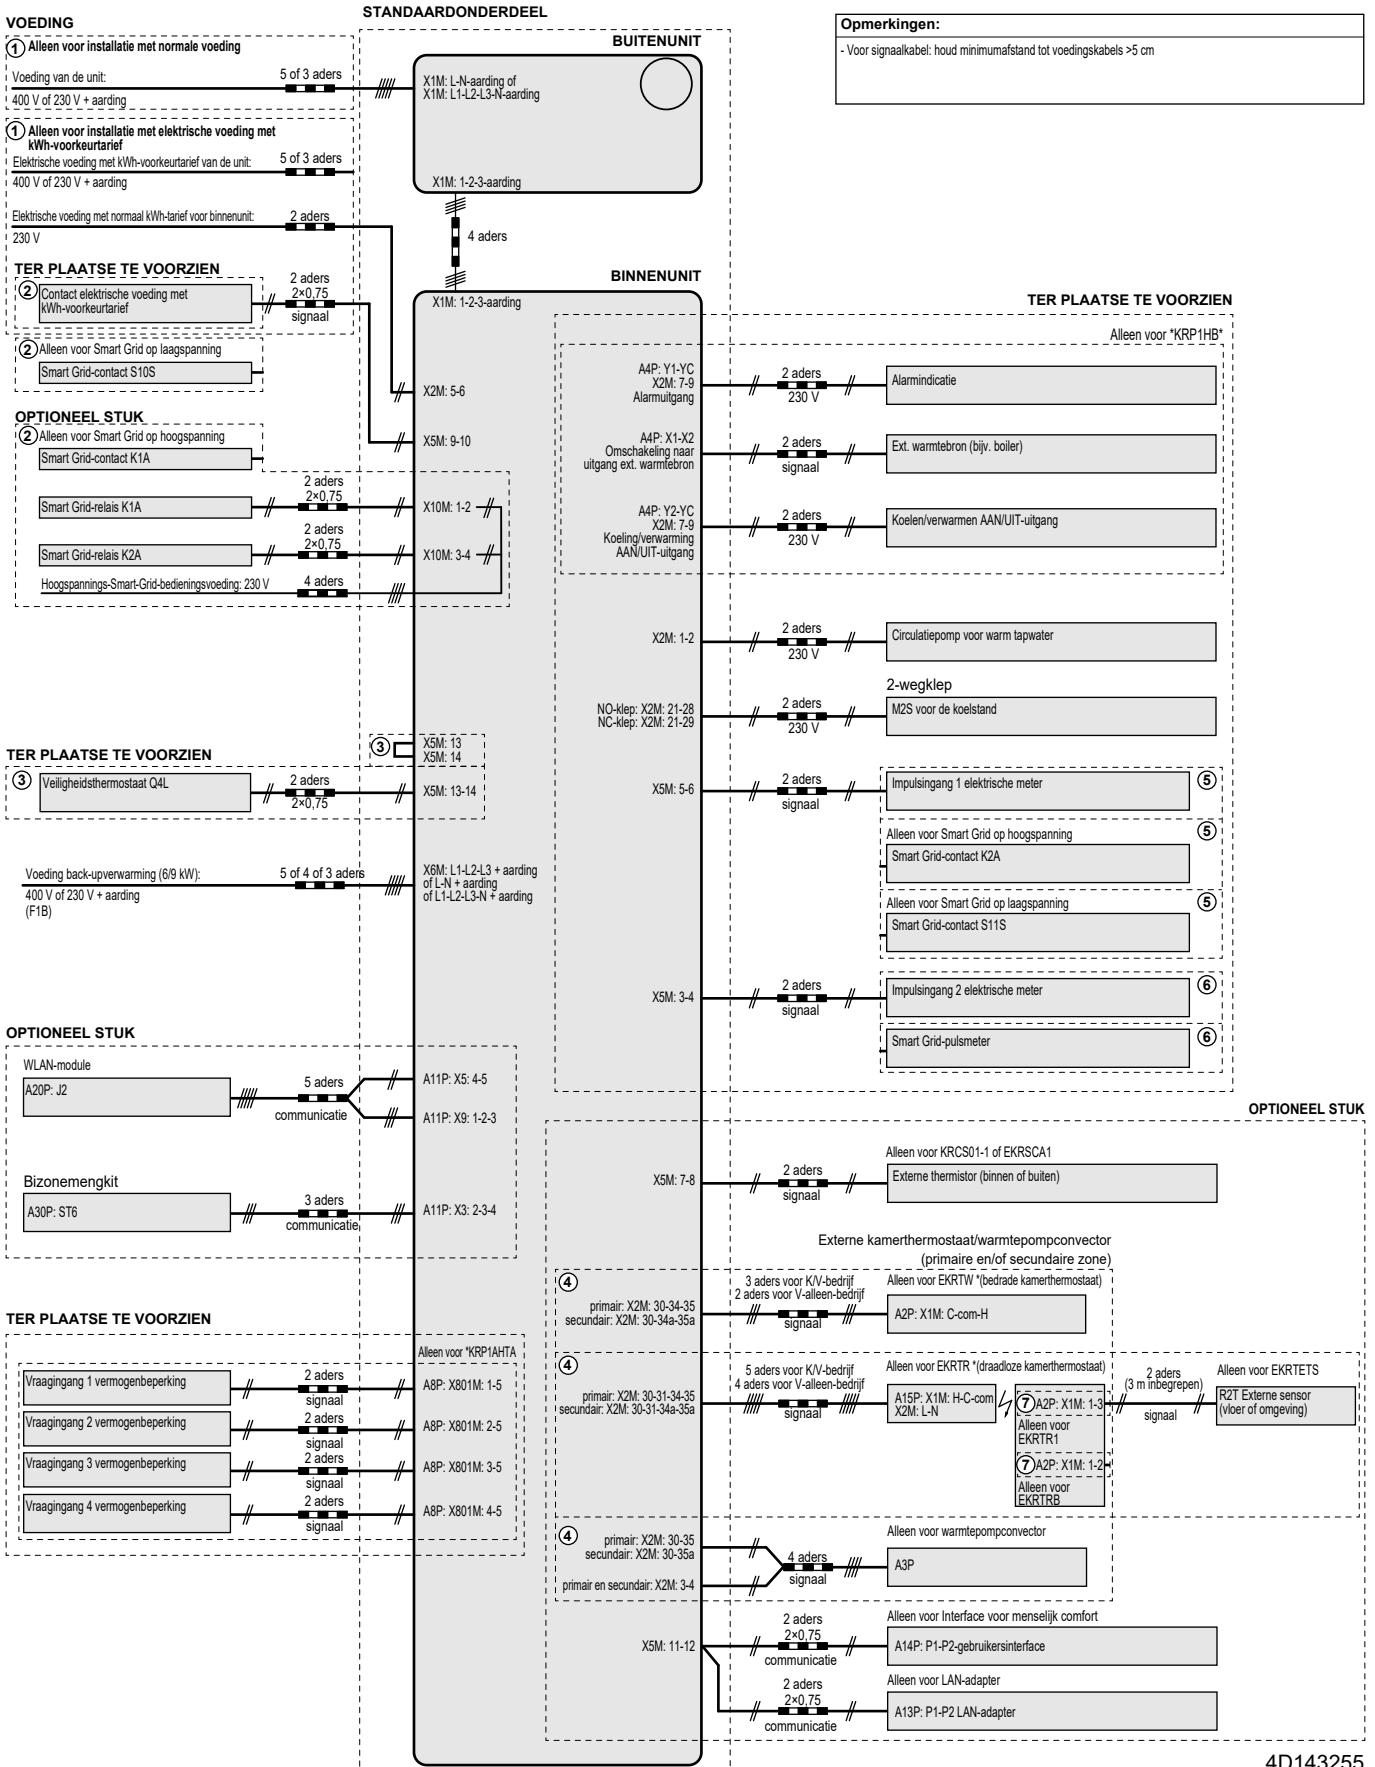 STANDAARDONDERDEEL
VOEDING
1 Alleen voor installatie met normale voeding
Voeding van de unit:
5 of 3 aders
400 V of 230 V + aarding
1 Alleen voor installatie met elektrische voeding met
kWh-voorkeurtarief
Elektrische voeding met kWh-voorkeurtarief van de unit:
5 of 3 aders
400 V of 230 V + aarding
Elektrische voeding met normaal kWh-tarief voor binnenunit:
2 aders
230 V
TER PLAATSE TE VOORZIEN
2 Contact elektrische voeding met
kWh-voorkeurtarief
2 aders
2×0,75
signaal
2 Alleen voor Smart Grid op laagspanning
Smart Grid-contact S10S
OPTIONEEL STUK
2 Alleen voor Smart Grid op hoogspanning
Smart Grid-contact K1A
Smart Grid-relais K1A
2 aders
2×0,75
Smart Grid-relais K2A
2 aders
2×0,75
Hoogspannings-Smart-Grid-bedieningsvoeding: 230 V
4 aders
TER PLAATSE TE VOORZIEN
3 Veiligheidsthermostaat Q4L
2 aders
2×0,75
Voeding back-upverwarming (6/9 kW):
5 of 4 of 3 aders
400 V of 230 V + aarding
(F1B)
OPTIONEEL STUK
WLAN-module
A20P: J2
5 aders
communicatie
Bizonemengkit
A30P: ST6
3 aders
communicatie
TER PLAATSE TE VOORZIEN
Alleen voor *KRP1AHTA
Vraagingang 1 vermogenbeperking
2 aders
signaal
A8P: X801M: 1-5
Vraagingang 2 vermogenbeperking
2 aders
signaal
A8P: X801M: 2-5
Vraagingang 3 vermogenbeperking
2 aders
signaal
A8P: X801M: 3-5
Vraagingang 4 vermogenbeperking
2 aders
signaal
A8P: X801M: 4-5
BUITENUNIT
X1M: L-N-aarding of
X1M: L1-L2-L3-N-aarding
X1M: 1-2-3-aarding
4 aders
BINNENUNIT
X1M: 1-2-3-aarding
X2M: 5-6
X5M: 9-10
X10M: 1-2
X10M: 3-4
3 X5M: 13
X5M: 14
X5M: 13-14
X6M: L1-L2-L3 + aarding
of L-N + aarding
of L1-L2-L3-N + aarding
A11P: X5: 4-5
A11P: X9: 1-2-3
A11P: X3: 2-3-4
Opmerkingen:
- Voor signaalkabel: houd minimumafstand tot voedingskabels >5 cm
TER PLAATSE TE VOORZIEN
Alleen voor *KRP1HB*
A4P: Y1-YC
X2M: 7-9
Alarmuitgang
2 aders
230 V
Alarmindicatie
A4P: X1-X2
Omschakeling naar
uitgang ext. warmtebron
2 aders
signaal
Ext. warmtebron (bijv. boiler)
A4P: Y2-YC
X2M: 7-9
Koeling/verwarming
AAN/UIT-uitgang
2 aders
230 V
Koelen/verwarmen AAN/UIT-uitgang
X2M: 1-2
2 aders
230 V
Circulatiepomp voor warm tapwater
2-wegklep
NO-klep: X2M: 21-28
NC-klep: X2M: 21-29
2 aders
230 V
M2S voor de koelstand
X5M: 5-6
2 aders
signaal
Impulsingang 1 elektrische meter 5
Alleen voor Smart Grid op hoogspanning 5
Smart Grid-contact K2A
Alleen voor Smart Grid op laagspanning 5
Smart Grid-contact S11S
X5M: 3-4
2 aders
signaal
Impulsingang 2 elektrische meter 6
Smart Grid-pulsmeter 6
OPTIONEEL STUK
Alleen voor KRCS01-1 of EKRSCA1
X5M: 7-8
2 aders
signaal
Externe thermistor (binnen of buiten)
Externe kamerthermostaat/warmtepompconvector
(primaire en/of secundaire zone)
4
primair: X2M: 30-34-35
secundair: X2M: 30-34a-35a
3 aders voor K/V-bedrijf
2 aders voor V-alleen-bedrijf
signaal
Alleen voor EKRTW *(bedrade kamerthermostaat)
A2P: X1M: C-com-H
4
primair: X2M: 30-31-34-35
secundair: X2M: 30-31-34a-35a
5 aders voor K/V-bedrijf
4 aders voor V-alleen-bedrijf
signaal
Alleen voor EKRTR *(draadloze kamerthermostaat)
A15P: X1M: H-C-com
X2M: L-N
7 A2P: X1M: 1-3
Alleen voor
EKRTR1
7 A2P: X1M: 1-2
Alleen voor
EKRTRB
2 aders
(3 m inbegrepen)
signaal
Alleen voor EKRTETS
R2T Externe sensor
(vloer of omgeving)
4
primair: X2M: 30-35
secundair: X2M: 30-35a
primair en secundair: X2M: 3-4
4 aders
signaal
Alleen voor warmtepompconvector
A3P
X5M: 11-12
2 aders
2×0,75
communicatie
Alleen voor Interface voor menselijk comfort
A14P: P1-P2-gebruikersinterface
2 aders
2×0,75
communicatie
Alleen voor LAN-adapter
A13P: P1-P2 LAN-adapter
4D143255